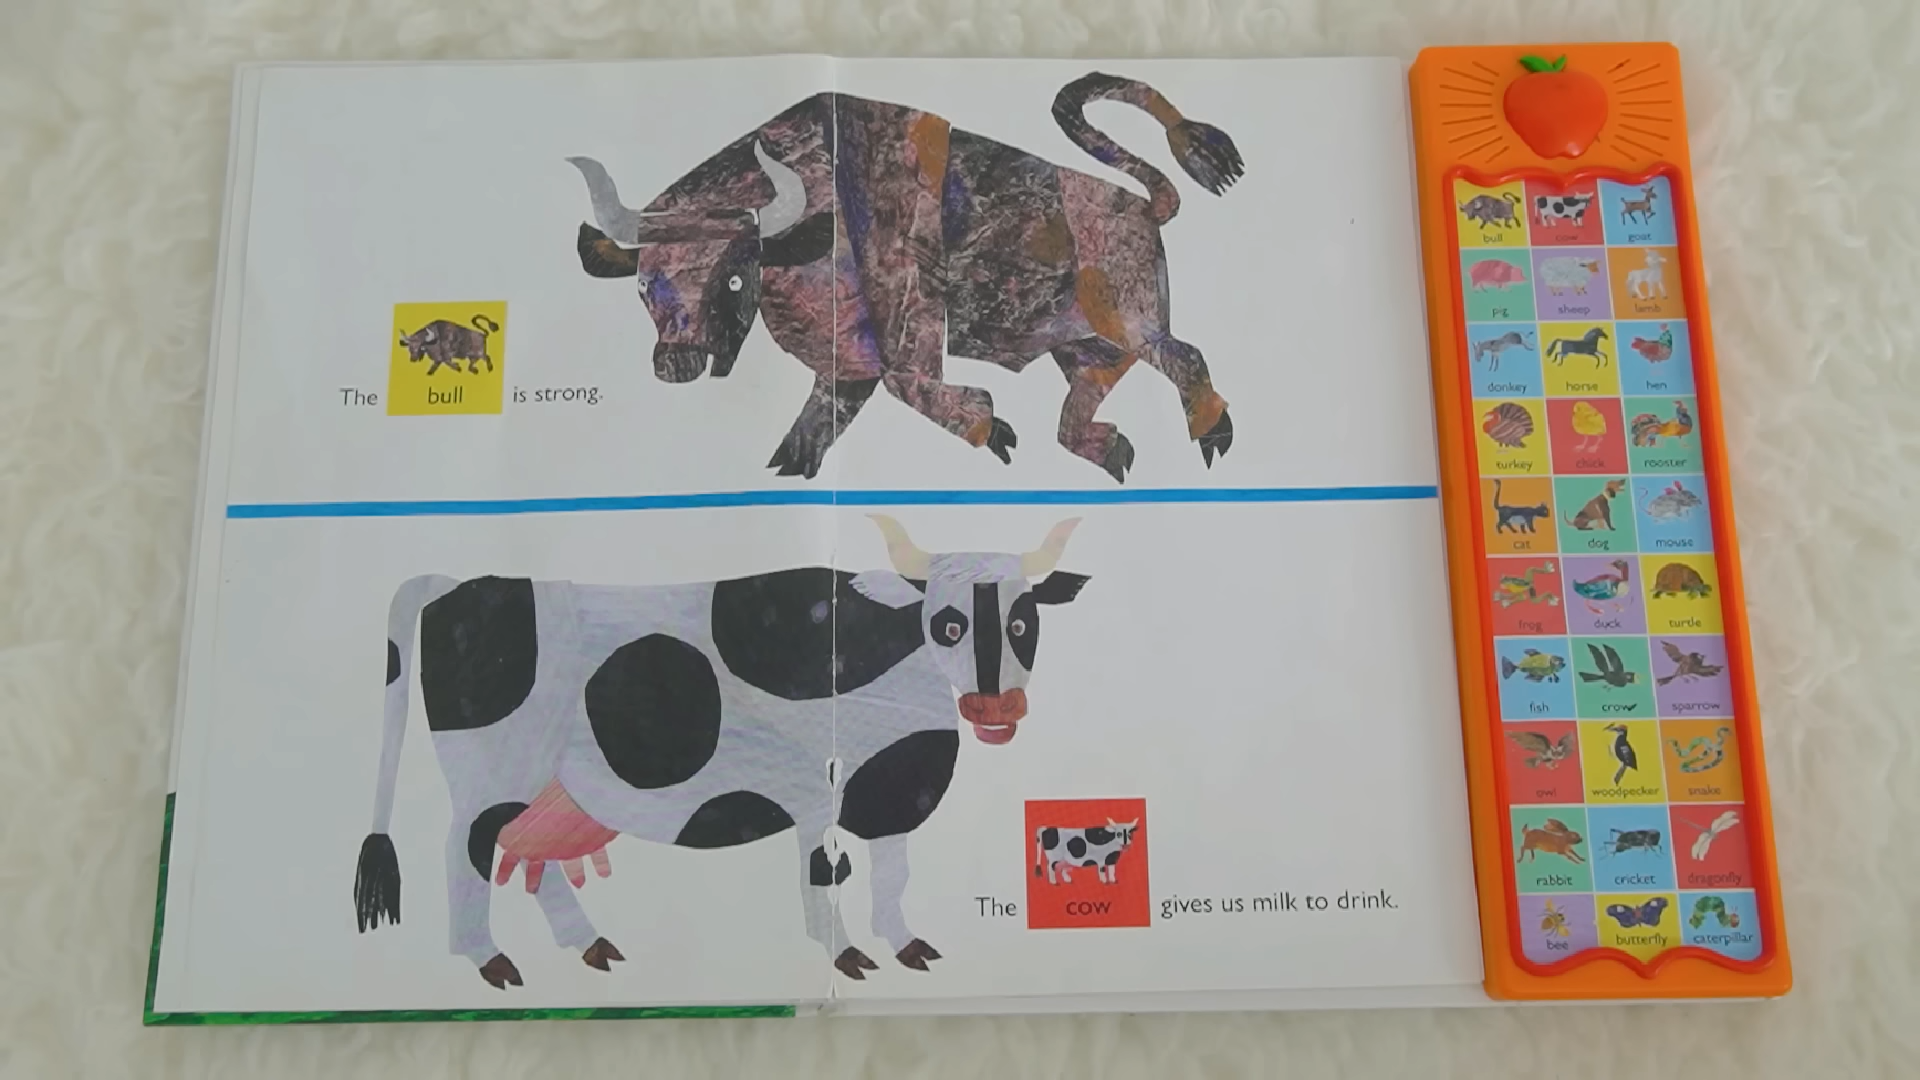 The bull is strong.
The cow gives us milk to drink.
bull cow goat
pig sheep lamb
donkey horse hen
turkey chick rooster
cat dog mouse
frog duck turtle
fish crow sparrow
owl woodpecker snake
rabbit cricket dragonfly
bee butterfly caterpillar